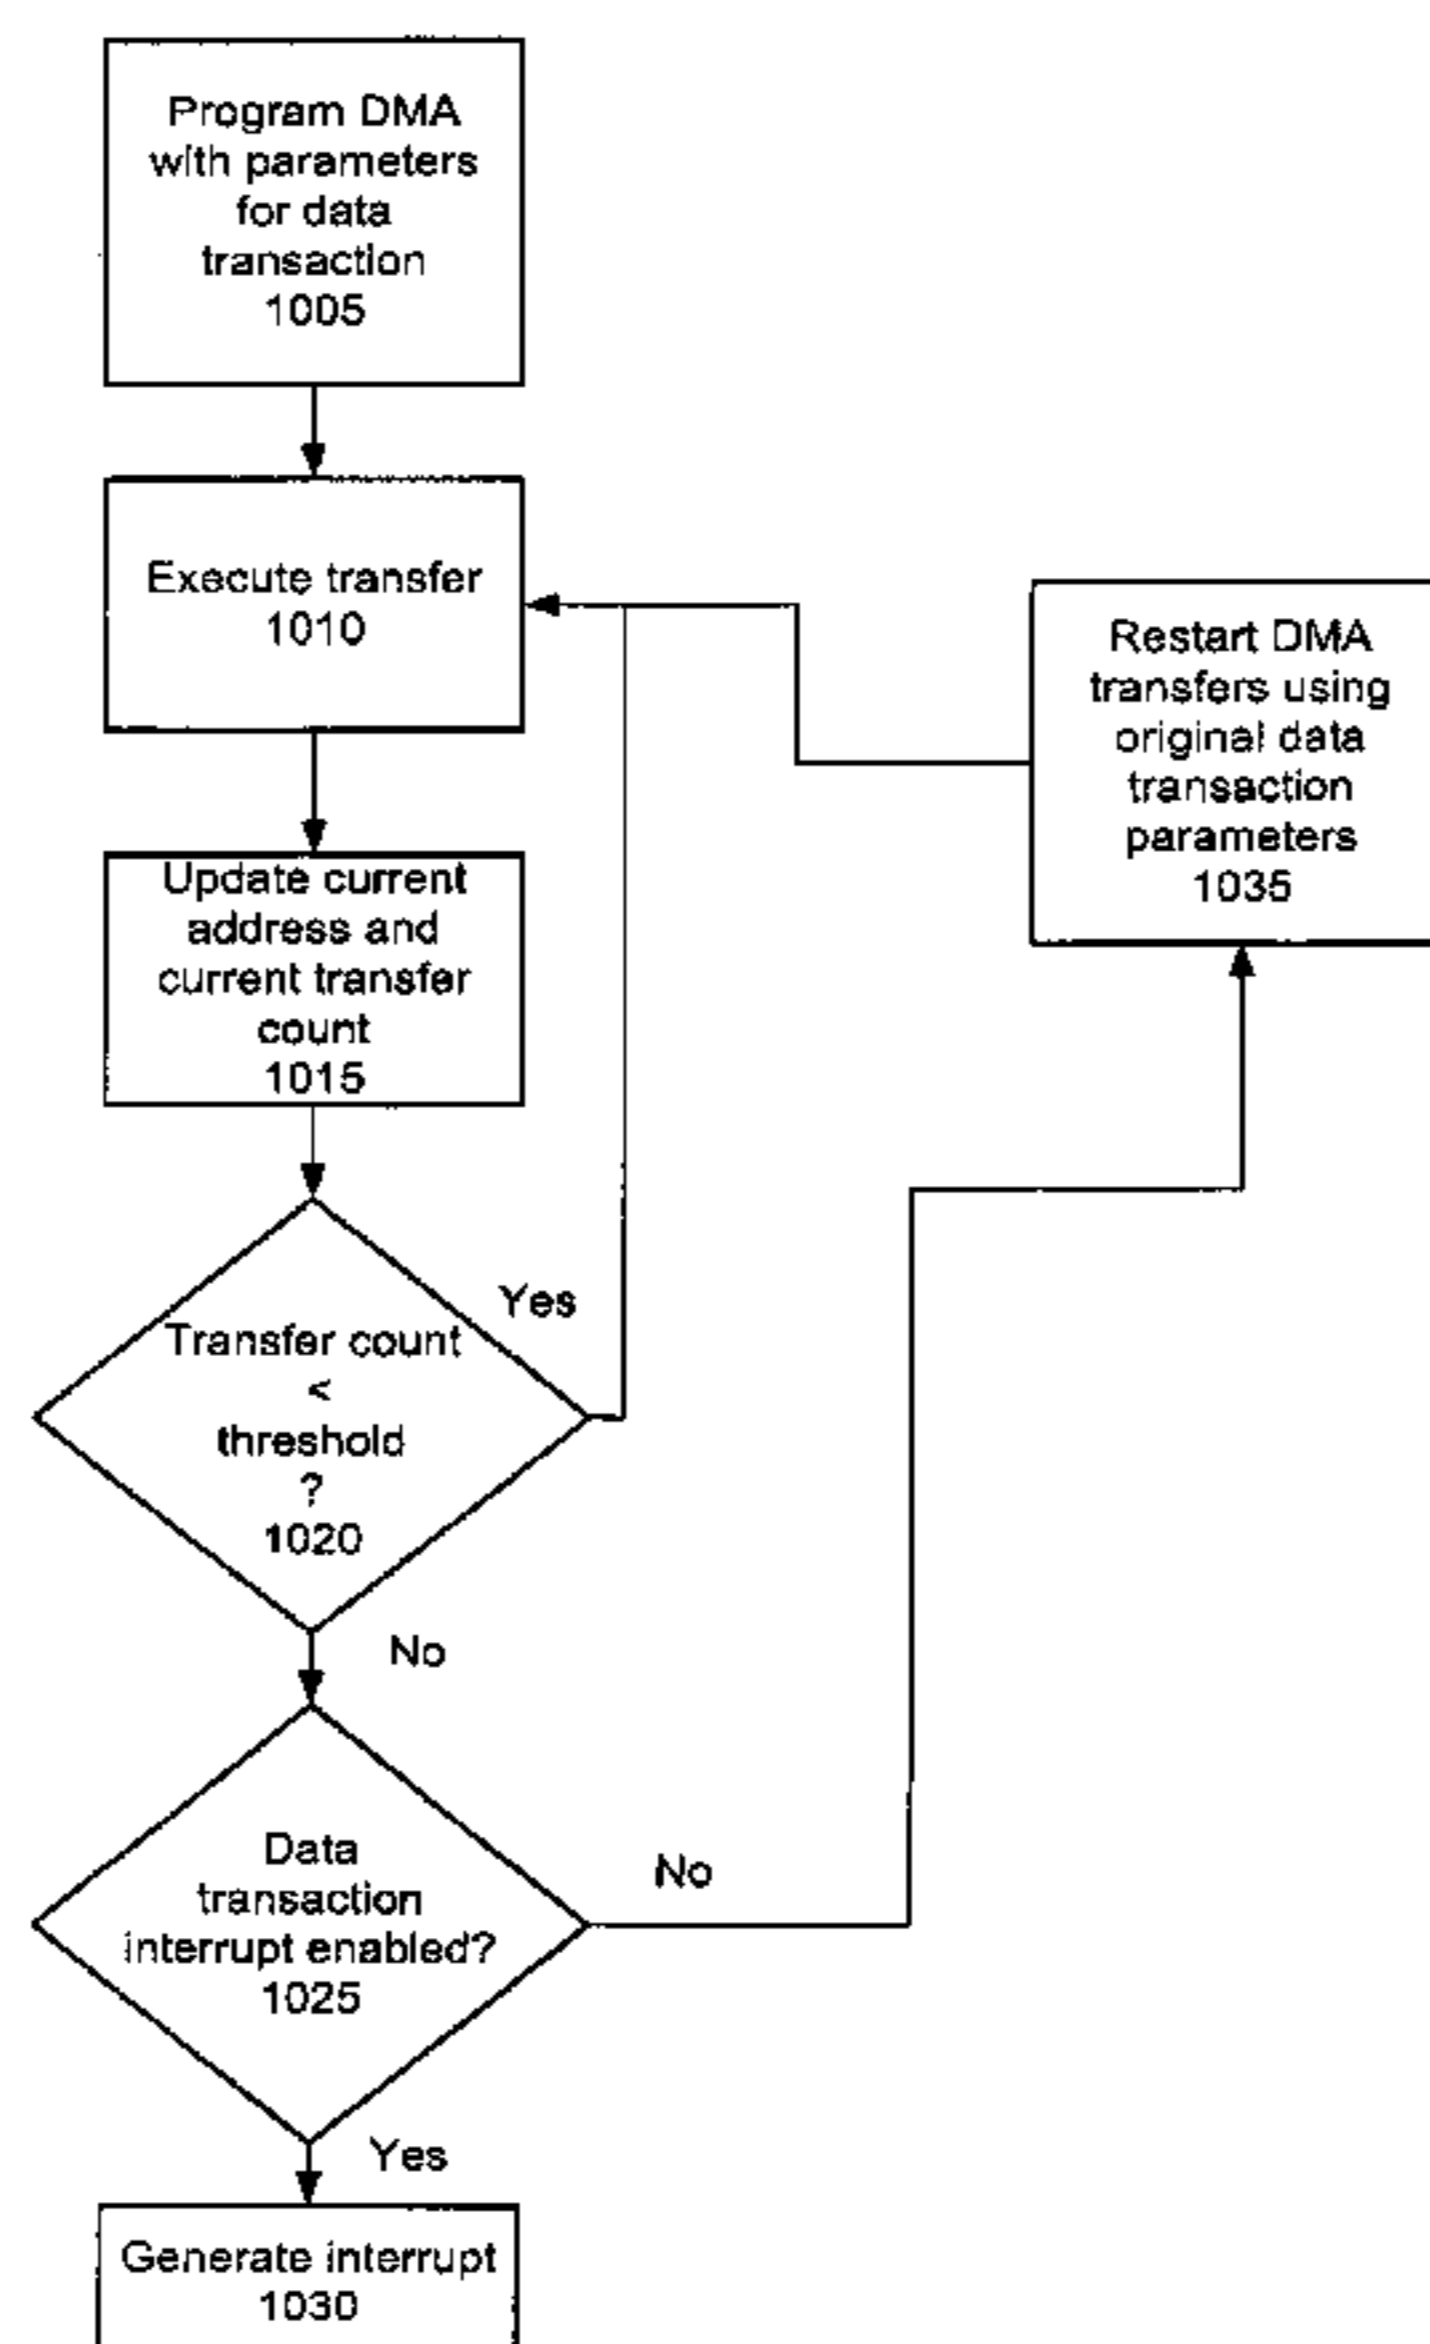 Program DMA
with parameters
for data
transaction
1005
Execute transfer
1010
Restart DMA
transfers using
original data
transaction
parameters
1035
Update current
address and
current transfer
count
1015
Yes
Transfer count
<
threshold
?
1020
No
Data
transaction
interrupt enabled?
1025
No
Yes
Generate interrupt
1030